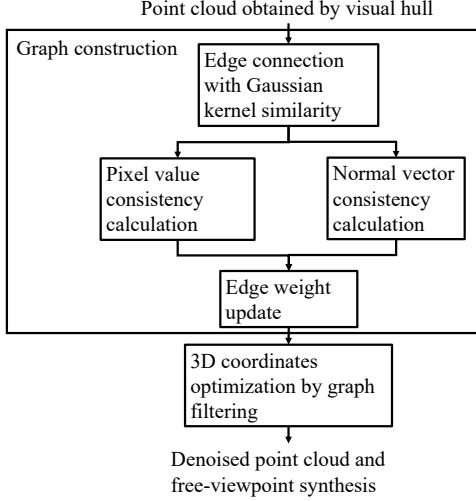 Point cloud obtained by visual hull
Graph construction
Edge connection
with Gaussian
kernel similarity
Pixel value
consistency
calculation
Normal vector
consistency
calculation
Edge weight
update
3D coordinates
optimization by graph
filtering
Denoised point cloud and
free-viewpoint synthesis